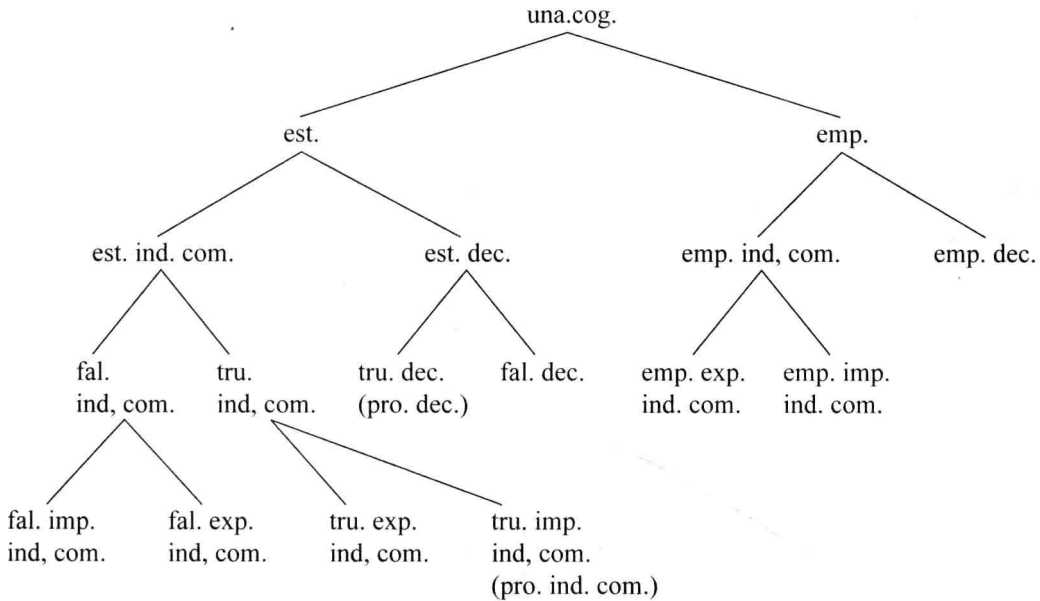 una.cog.
est. emp.
est. ind. com. est. dec. emp. ind, com. emp. dec.
fal. tru. tru. dec. fal. dec. emp. exp. emp. imp.
ind, com. ind, com. (pro. dec.) ind. com. ind. com.
fal. imp. fal. exp. tru. exp. tru. imp.
ind, com. ind, com. ind, com. ind, com.
(pro. ind. com.)